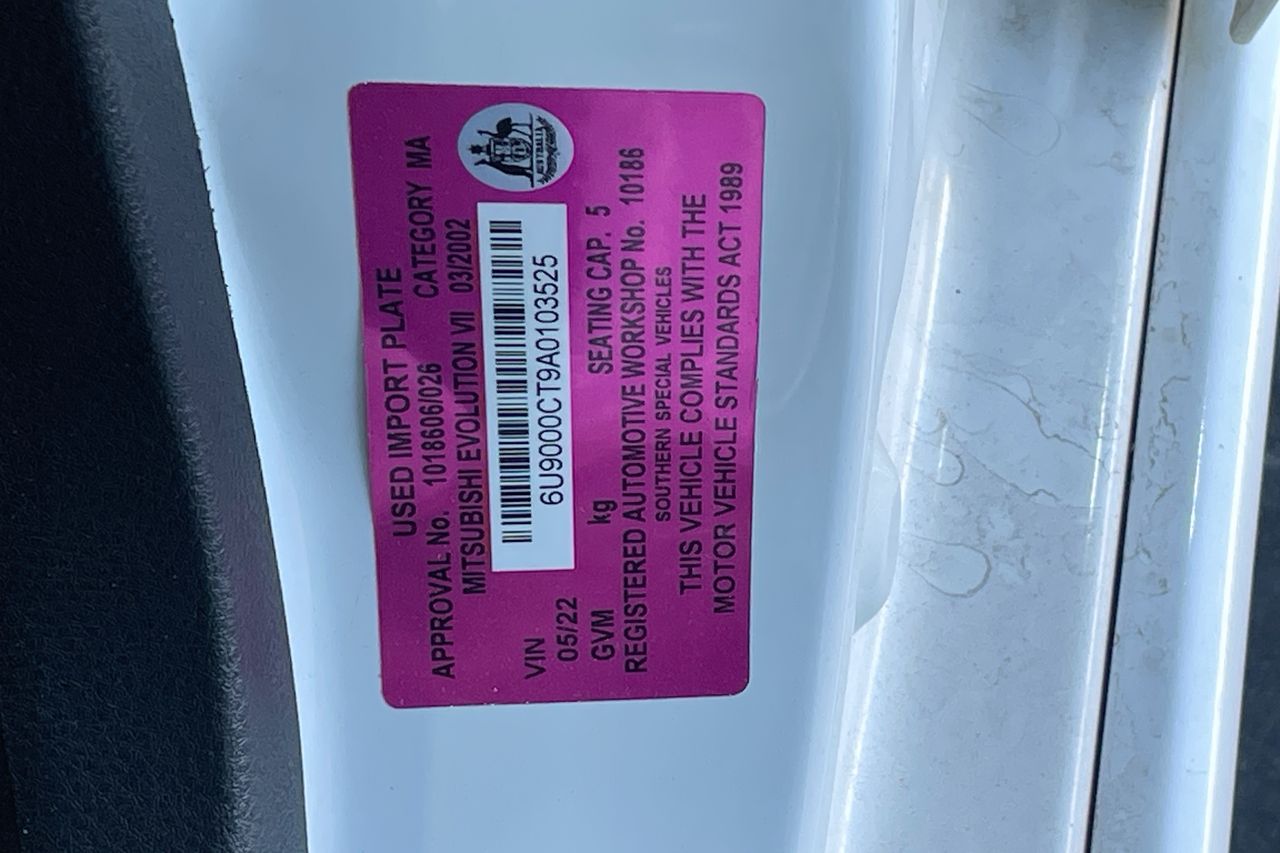 USED IMPORT PLATE
APPROVAL No. 1018606/026 CATEGORY MA
MITSUBISHI EVOLUTION VII 03/2002
VIN 6U9000CT9A0103525
05/22
GVM kg SEATING CAP. 5
REGISTERED AUTOMOTIVE WORKSHOP No. 10186
SOUTHERN SPECIAL VEHICLES
THIS VEHICLE COMPLIES WITH THE
MOTOR VEHICLE STANDARDS ACT 1989
AUSTRALIA